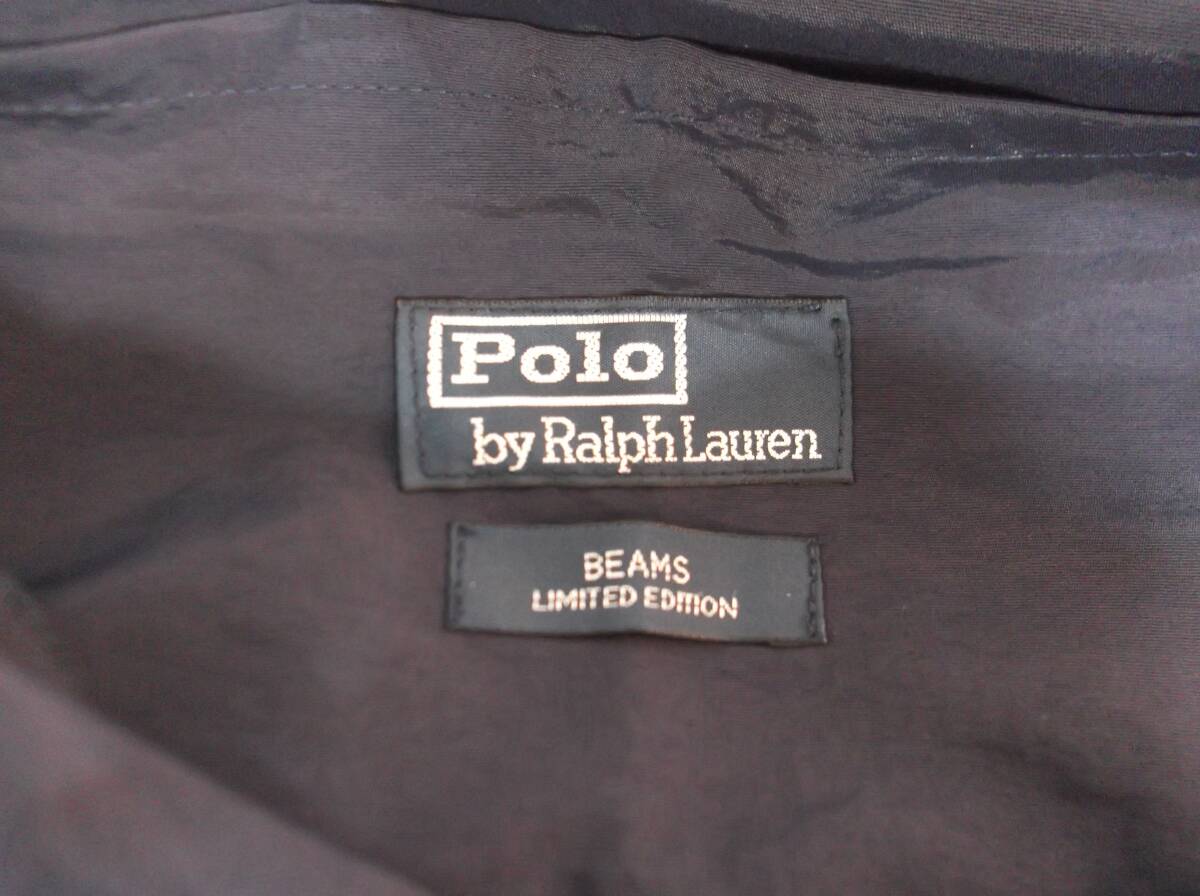 Polo
by Ralph Lauren
BEAMS
LIMITED EDITION